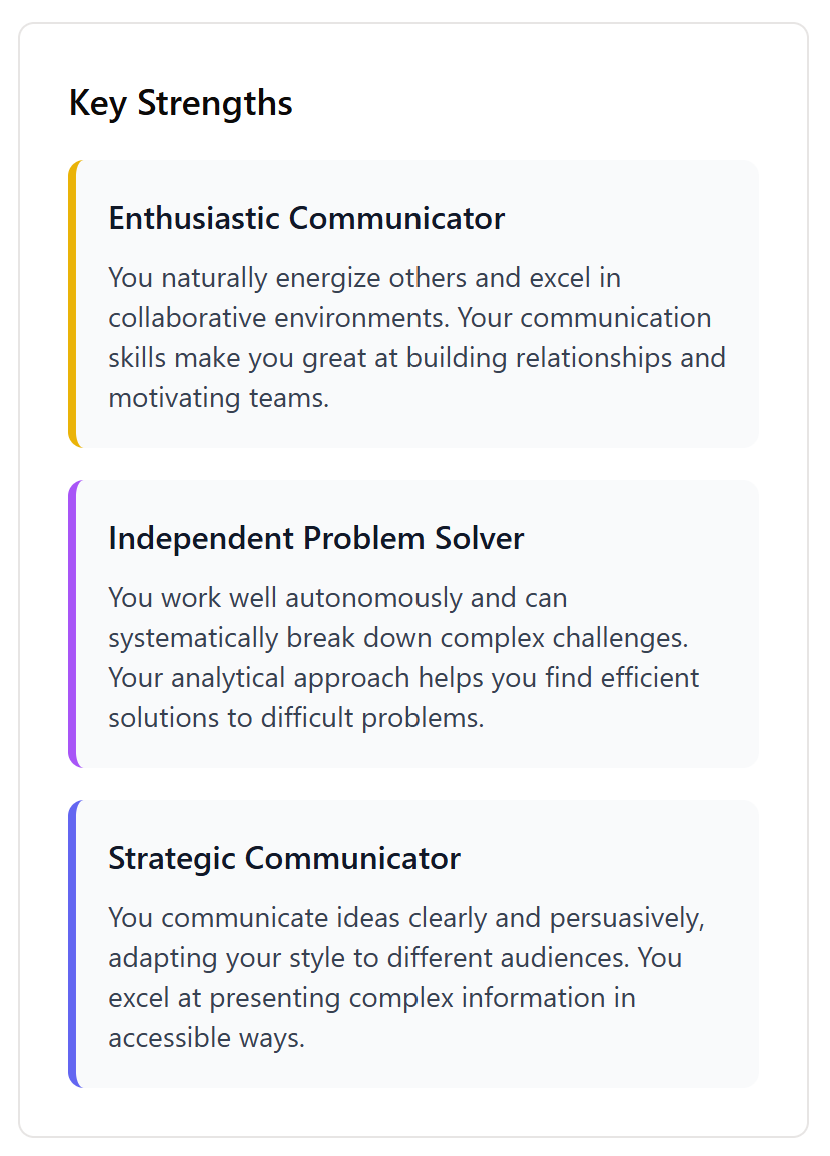 Key Strengths
Enthusiastic Communicator
You naturally energize others and excel in
collaborative environments. Your communication
skills make you great at building relationships and
motivating teams.
Independent Problem Solver
You work well autonomously and can
systematically break down complex challenges.
Your analytical approach helps you find efficient
solutions to difficult problems.
Strategic Communicator
You communicate ideas clearly and persuasively,
adapting your style to different audiences. You
excel at presenting complex information in
accessible ways.